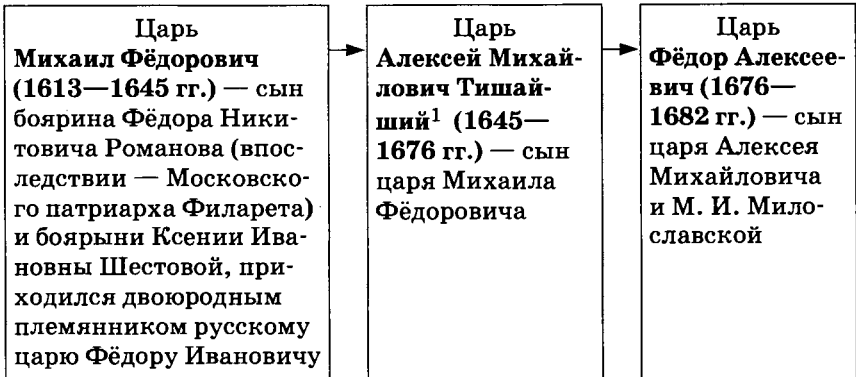 Царь
Михаил Фёдорович
(1613—1645 гг.) — сын
боярина Фёдора Ники-
товича Романова (впос-
ледствии — Московско-
го патриарха Филарета)
и боярыни Ксении Ива-
новны Шестовой, при-
ходился двоюродным
племянником русскому
царю Фёдору Ивановичу
Царь
Алексей Михай-
лович Тишай-
ший¹ (1645—
1676 гг.) — сын
царя Михаила
Фёдоровича
Царь
Фёдор Алексее-
вич (1676—
1682 гг.) — сын
царя Алексея
Михайловича
и М. И. Мило-
славской